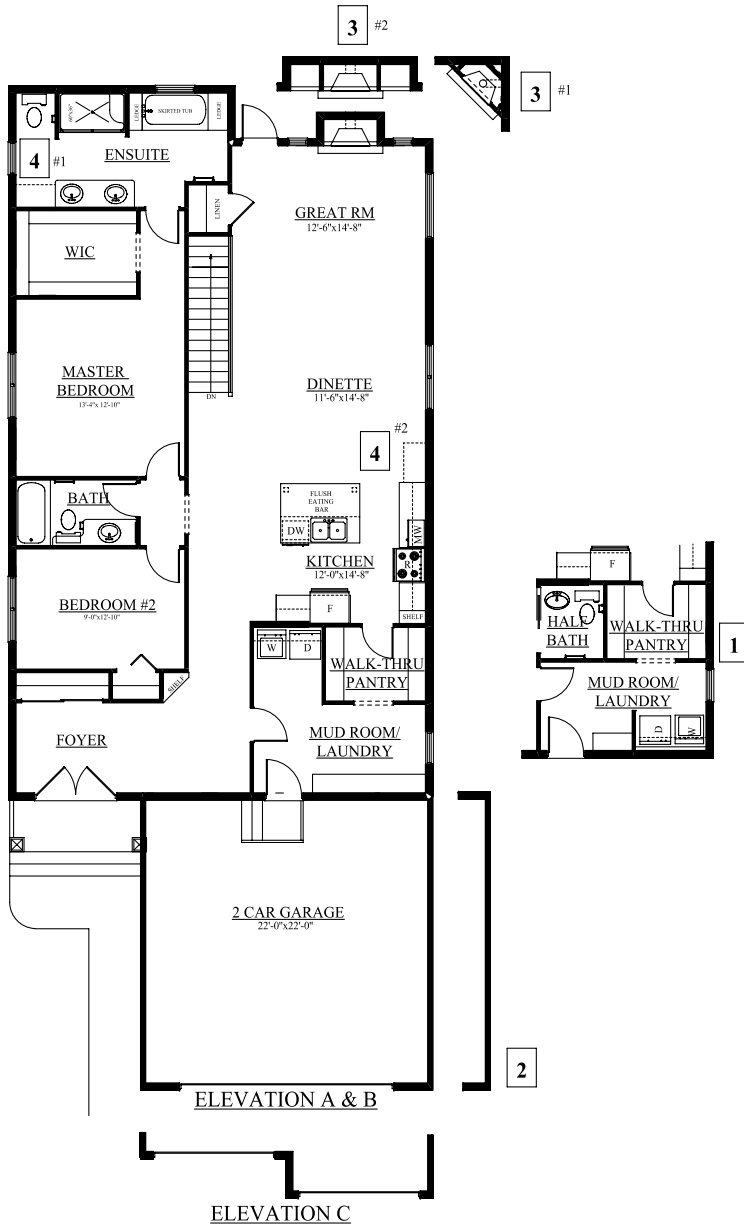 3 #2
3 #1
60"x36"
LEDGE
SKIRTED TUB
LEDGE
4 #1
ENSUITE
LINEN
GREAT RM
12'-6"x14'-8"
WIC
MASTER
BEDROOM
13'-4"x 12'-10"
DINETTE
11'-6"x14'-8"
DN
4 #2
BATH
FLUSH
EATING
BAR
DW
MW
KITCHEN
12'-0"x14'-8"
R
BEDROOM #2
9'-0"x12'-10"
F
SHELF
W
D
WALK-THRU
PANTRY
SHELF
FOYER
MUD ROOM/
LAUNDRY
F
HALF
BATH
WALK-THRU
PANTRY
1
MUD ROOM/
LAUNDRY
D
W
2 CAR GARAGE
22'-0"x22'-0"
2
ELEVATION A & B
ELEVATION C